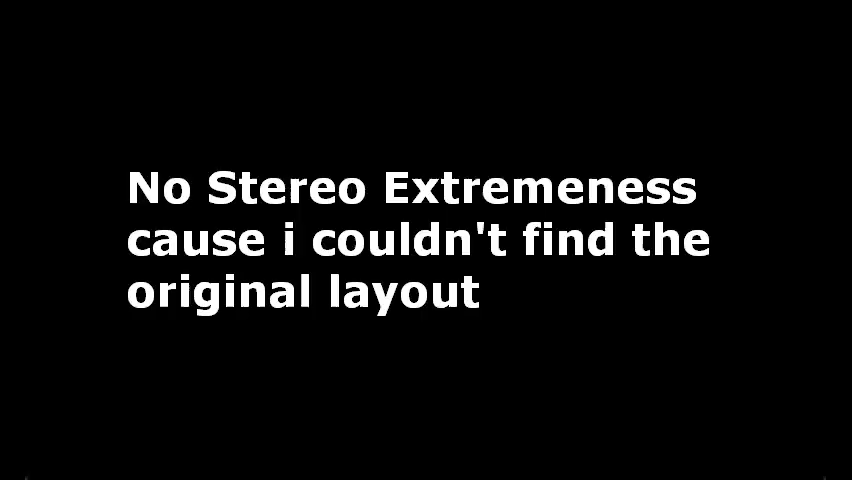 No Stereo Extremeness
cause i couldn't find the
original layout